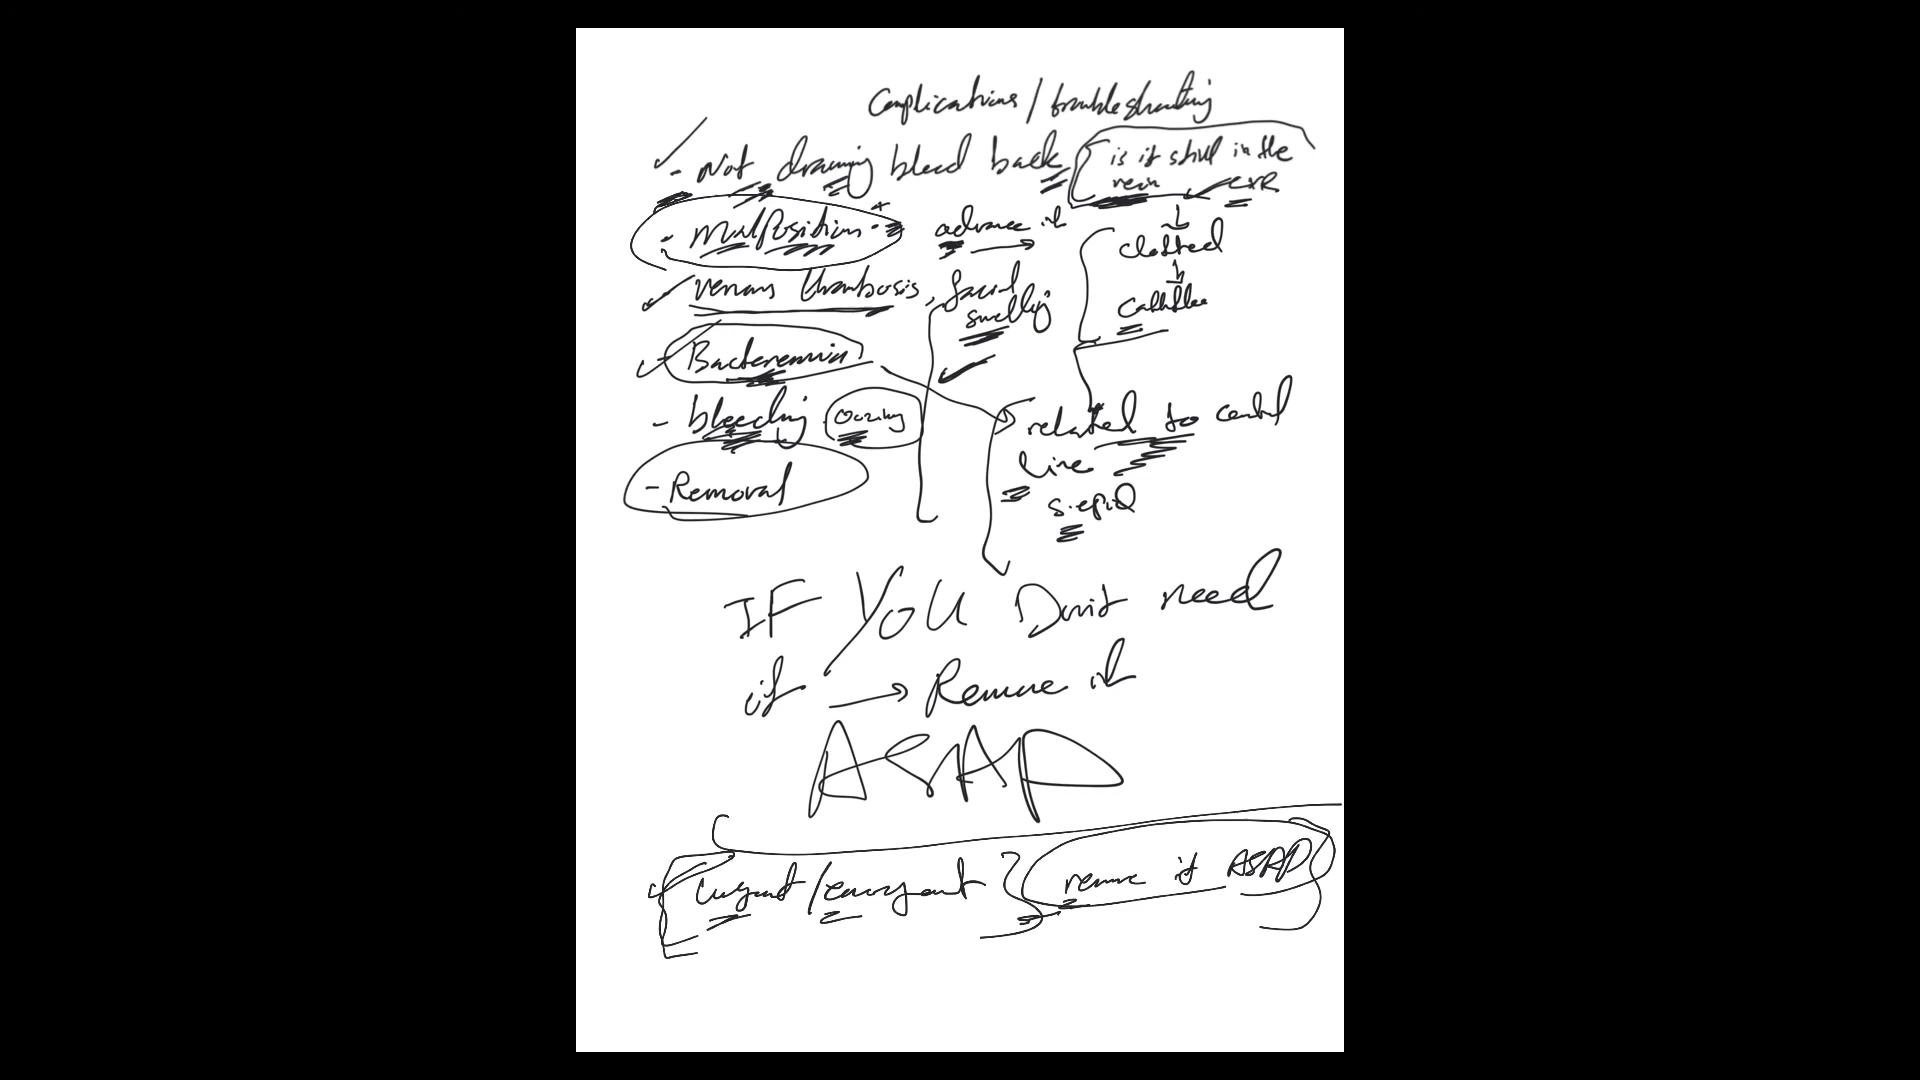 Complications / troubleshooting
- Not drawing blood back
is it still in the
vein CXR
- Malposition
advance it
clotted
venous thrombosis, facial
swelling
Bacteremia
- bleeding oozing
related to central
line
S.epid
- Removal
IF YOU Don't need
it → Remove it
ASAP
urgent / emergent remove it ASAP